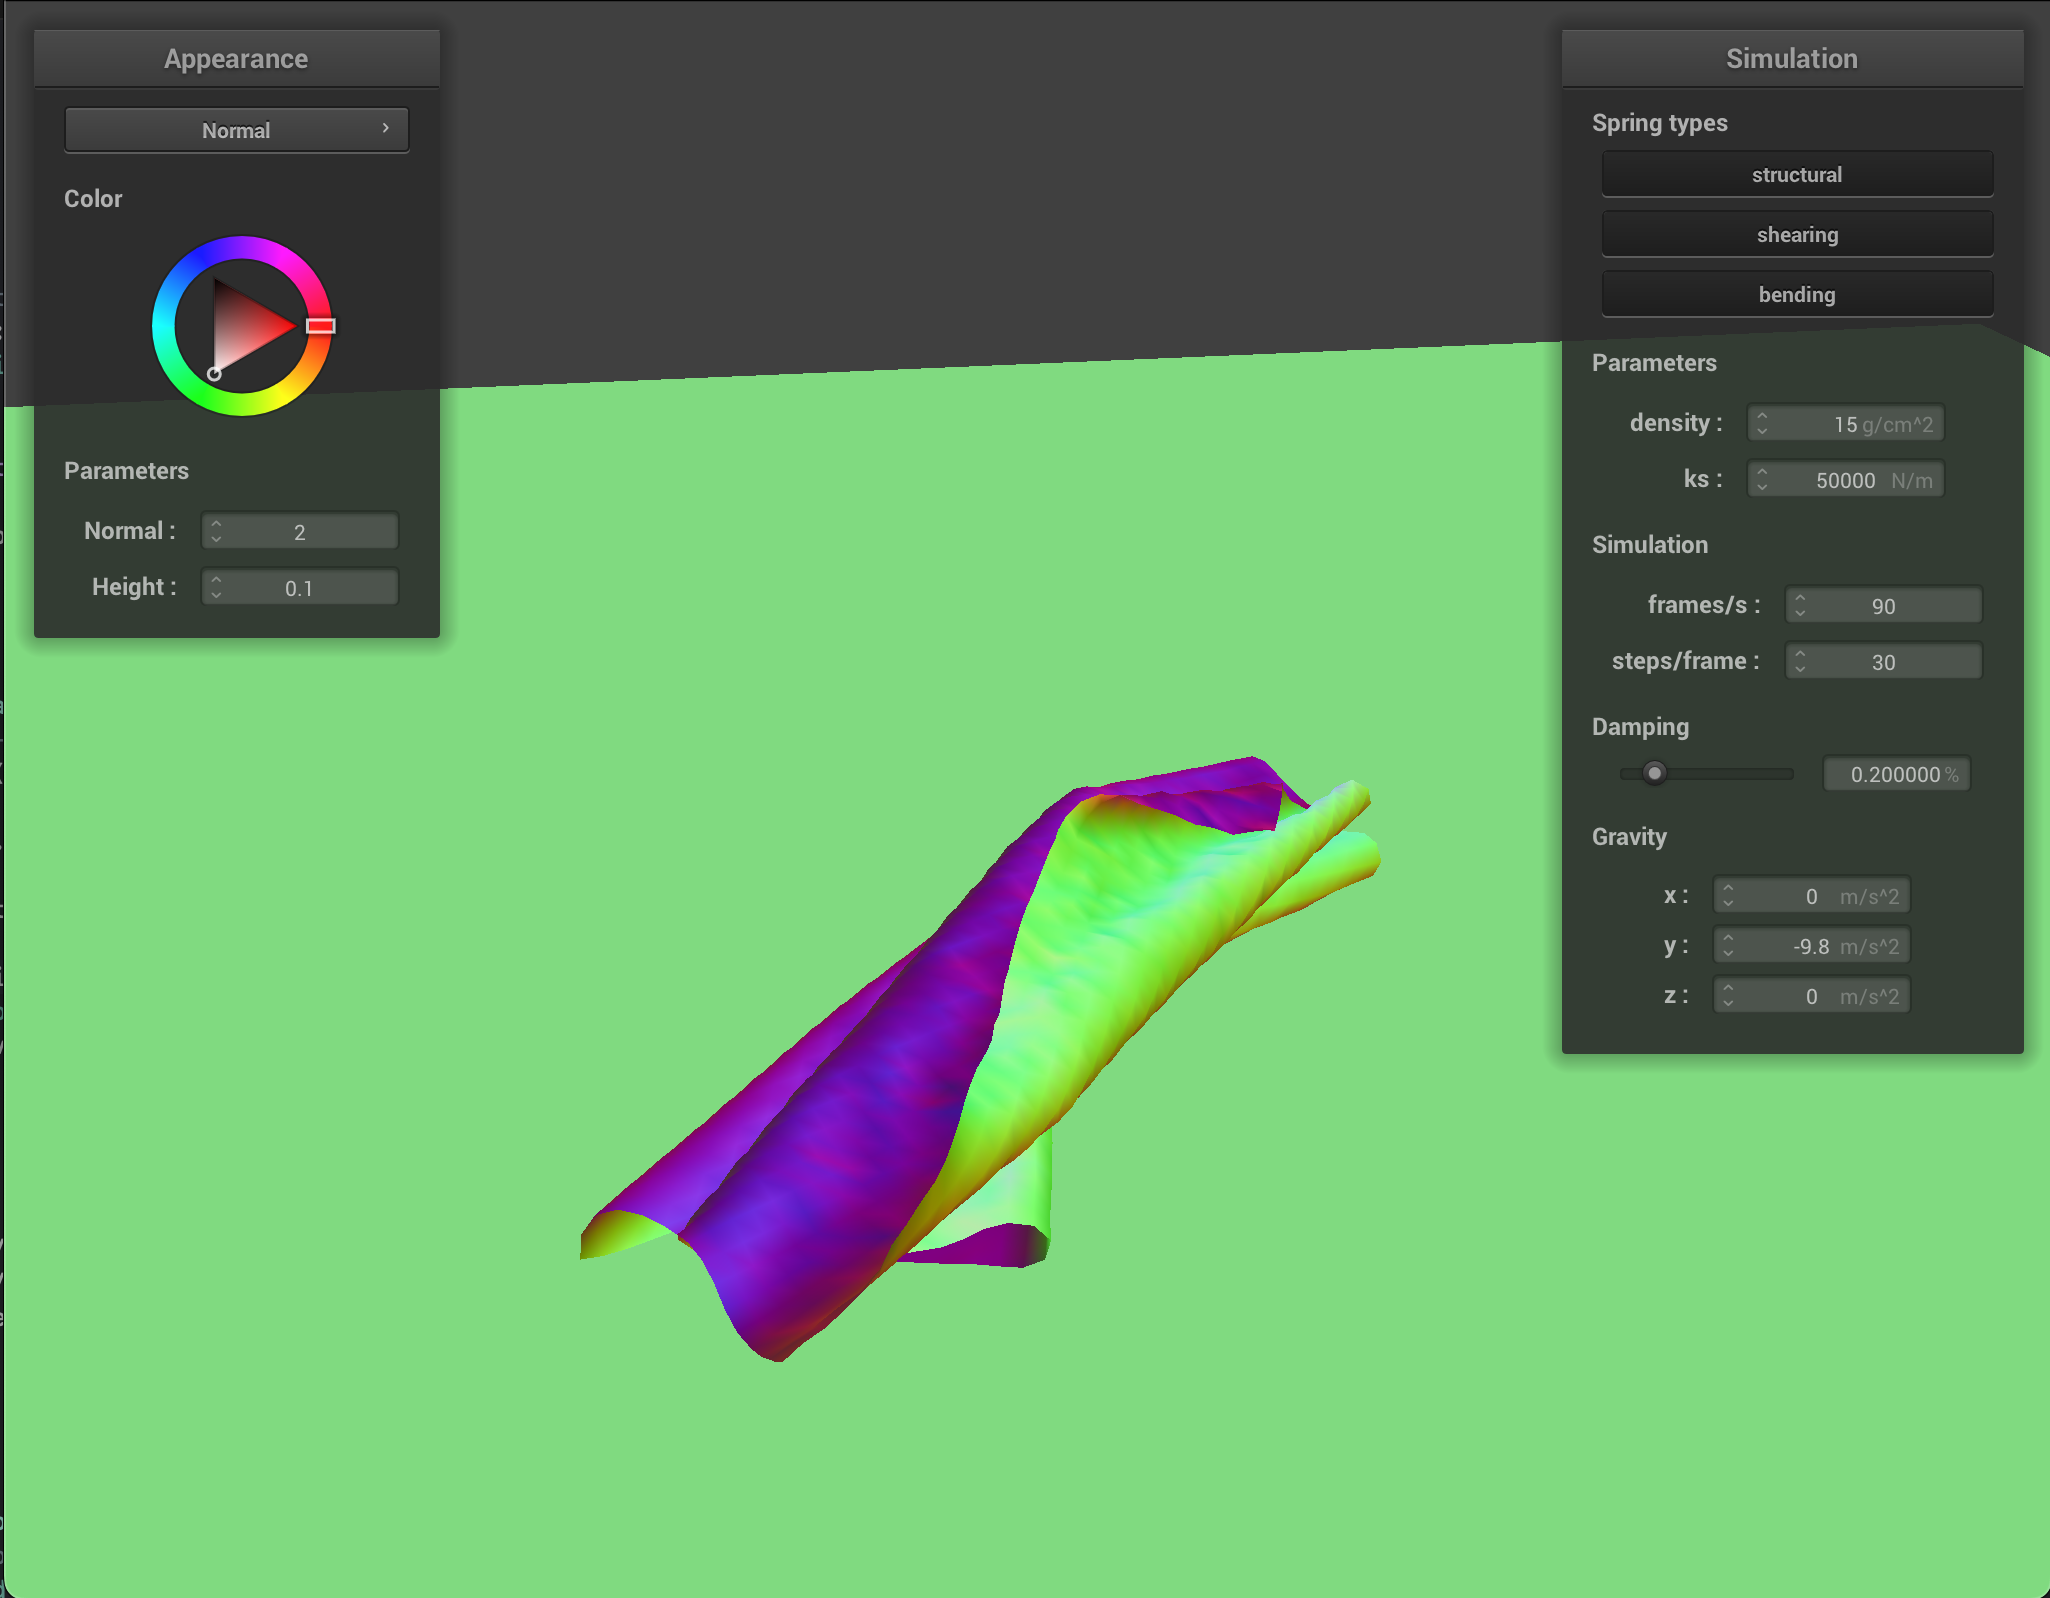 Appearance
Normal
Color
Parameters
Normal :
2
Height :
0.1
Simulation
Spring types
structural
shearing
bending
Parameters
density :
15 g/cm^2
ks :
50000 N/m
Simulation
frames/s :
90
steps/frame :
30
Damping
0.200000 %
Gravity
x :
0 m/s^2
y :
-9.8 m/s^2
z :
0 m/s^2